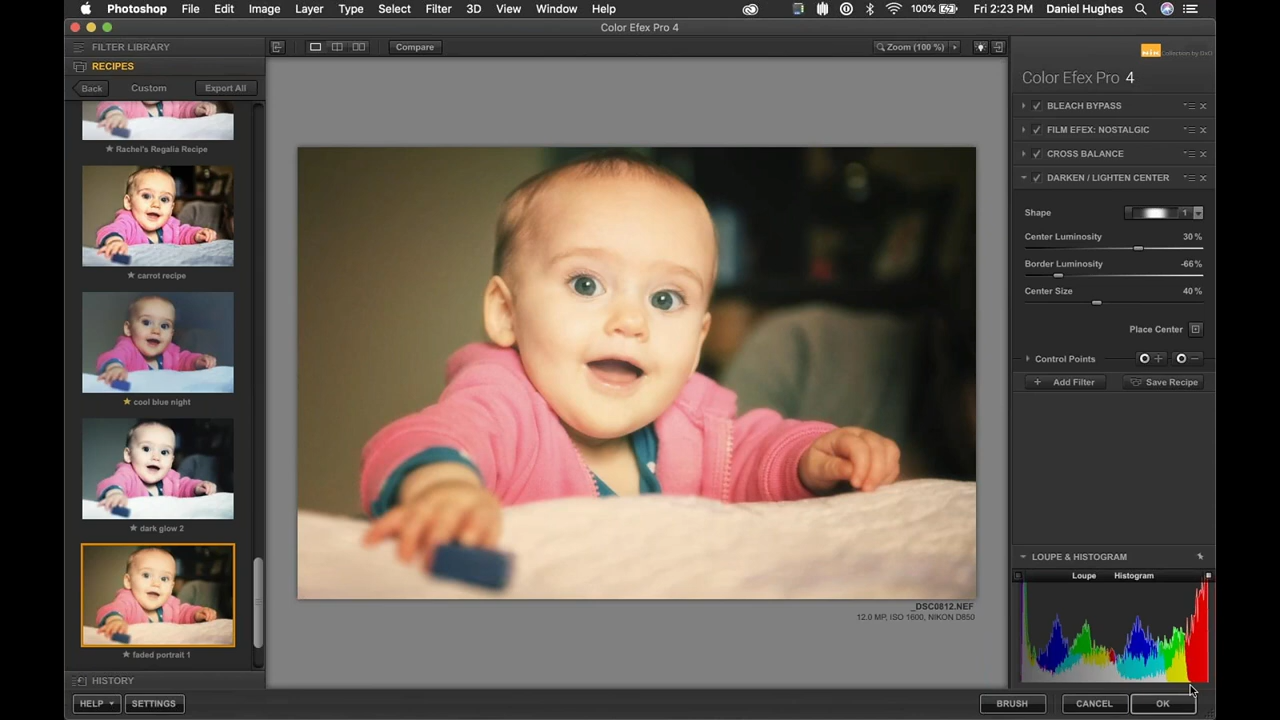 Photoshop File Edit Image Layer Type Select Filter 3D View Window Help 100% Fri 2:23 PM Daniel Hughes
Color Efex Pro 4
FILTER LIBRARY
RECIPES
Back Custom Export All
Rachel's Regalia Recipe
carrot recipe
cool blue night
dark glow 2
faded portrait 1
HISTORY
HELP SETTINGS
Compare
Zoom (100 %)
_DSC0812.NEF
12.0 MP, ISO 1600, NIKON D850
Nik Collection by DxO
Color Efex Pro 4
BLEACH BYPASS
FILM EFEX: NOSTALGIC
CROSS BALANCE
DARKEN / LIGHTEN CENTER
Shape 1
Center Luminosity 30 %
Border Luminosity -66 %
Center Size 40 %
Place Center
Control Points + −
+ Add Filter Save Recipe
LOUPE & HISTOGRAM
Loupe Histogram
BRUSH CANCEL OK